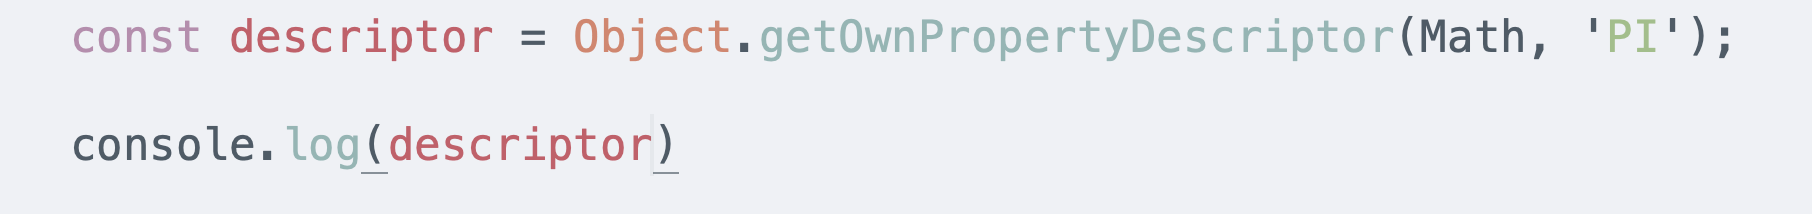 const descriptor = Object.getOwnPropertyDescriptor(Math, 'PI');
console.log(descriptor)